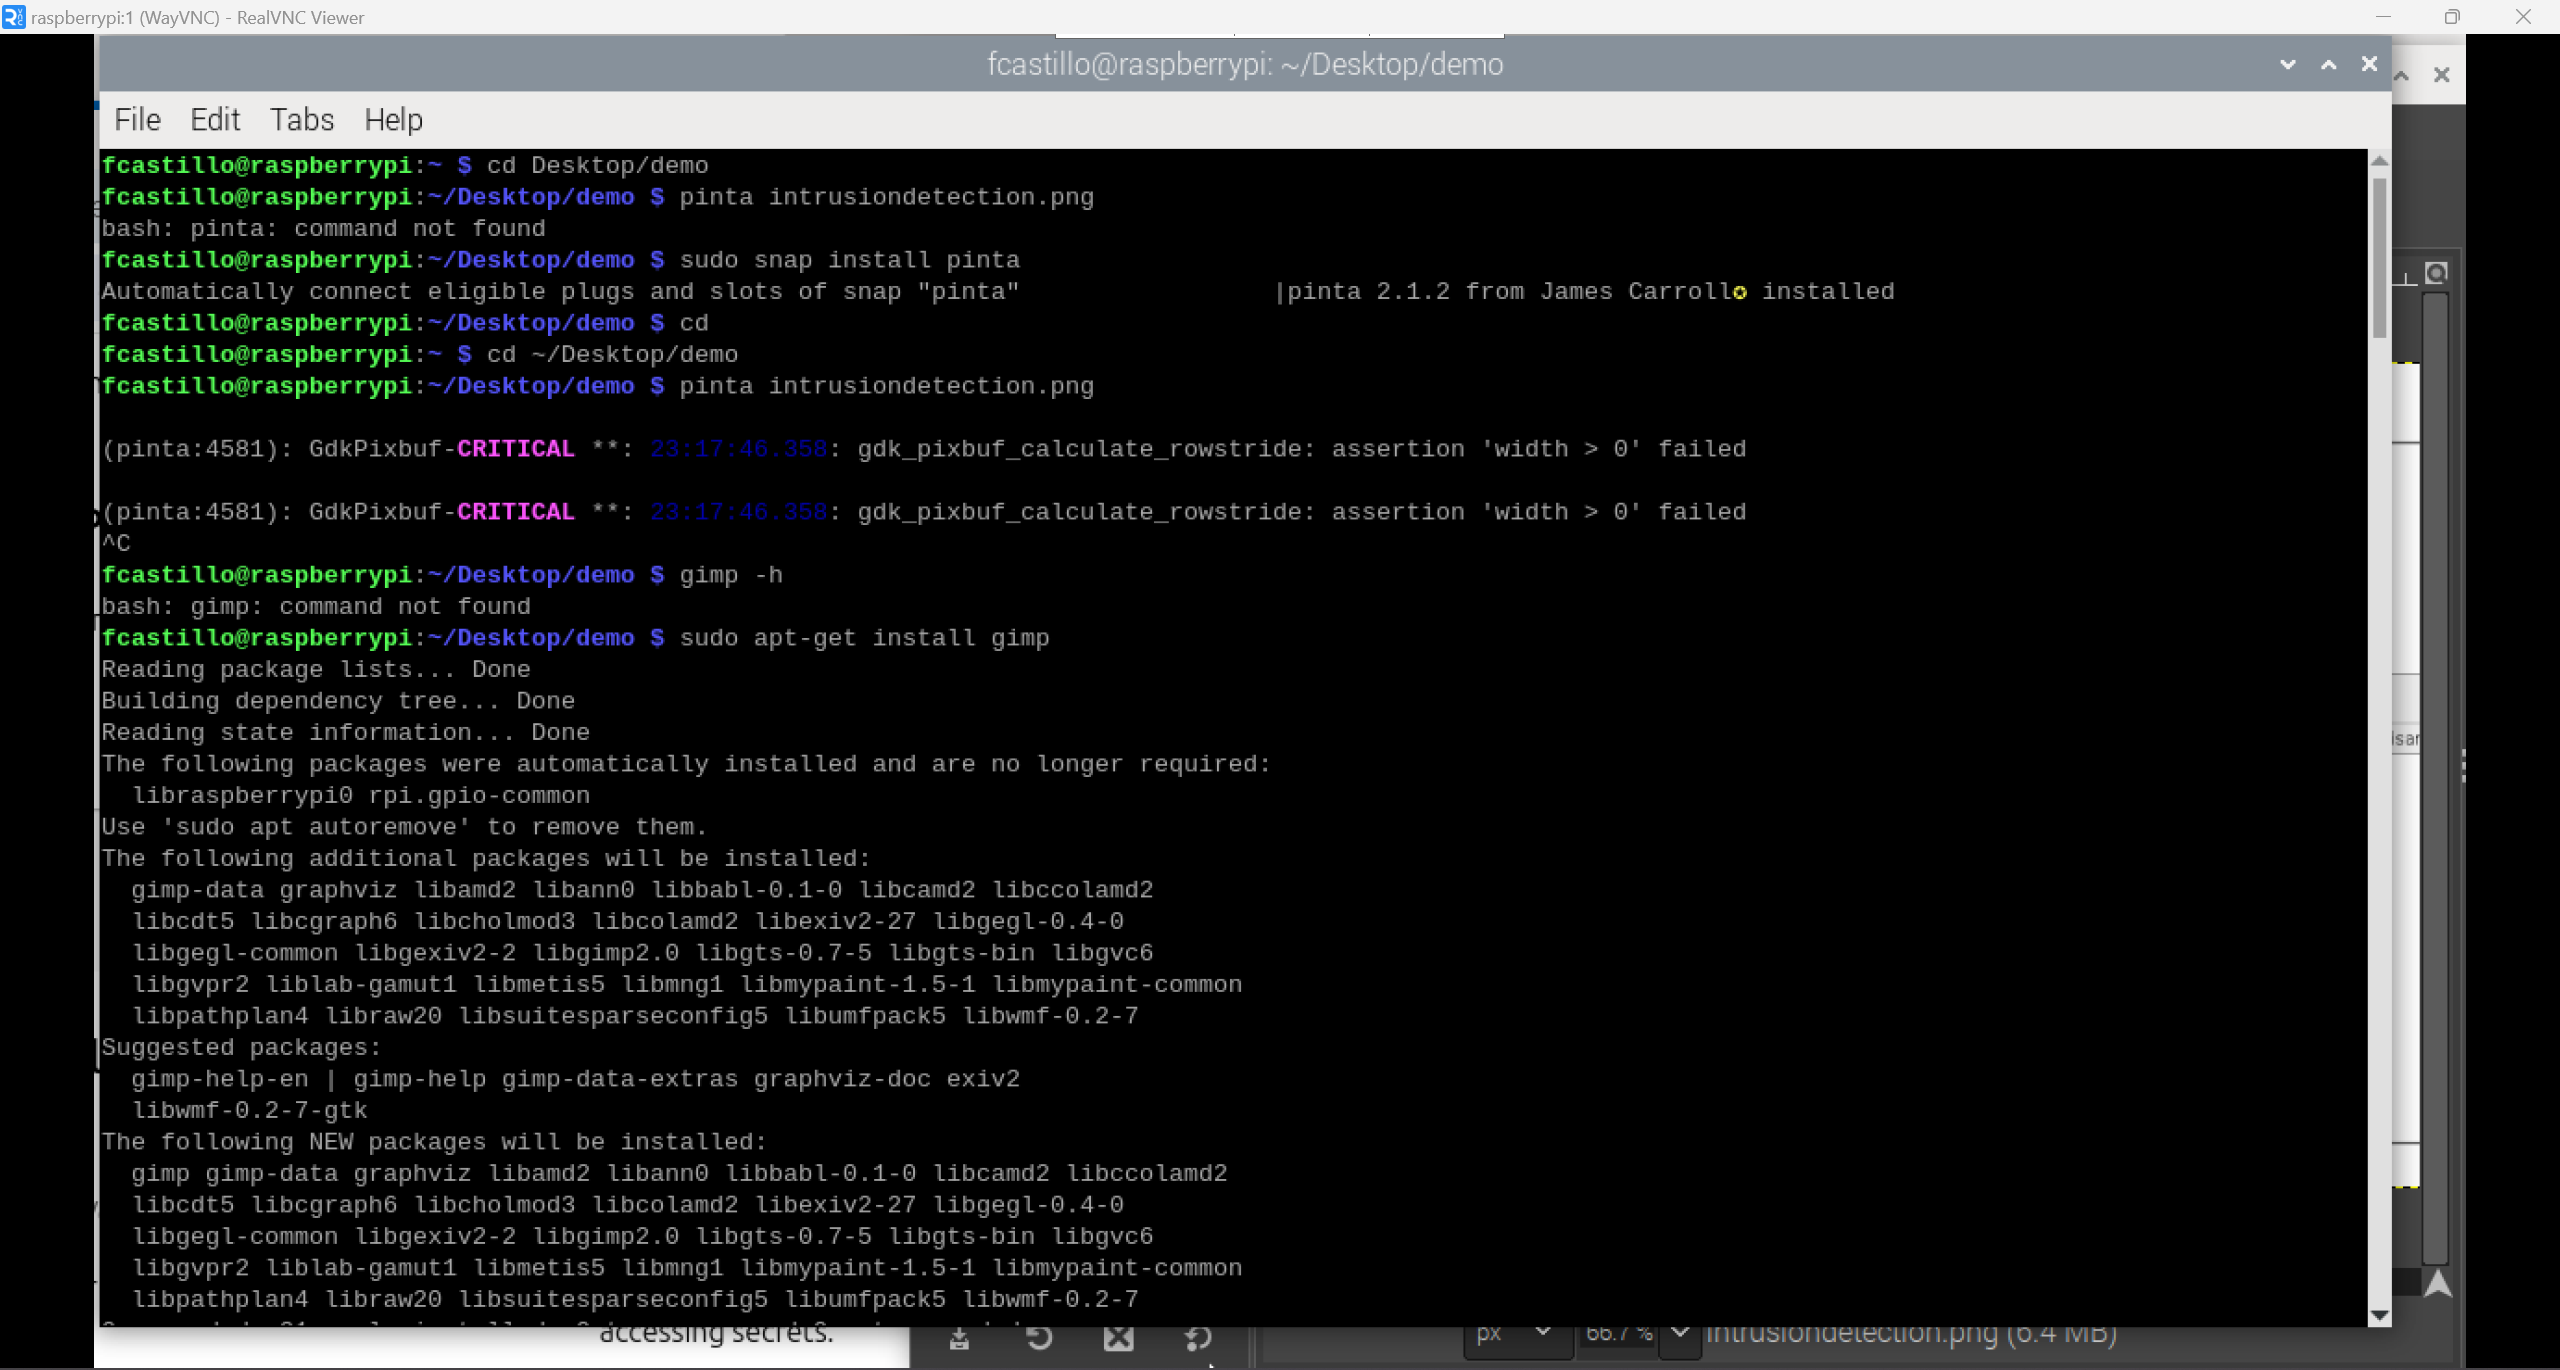 raspberrypi:1 (WayVNC) - RealVNC Viewer
fcastillo@raspberrypi: ~/Desktop/demo
File Edit Tabs Help
fcastillo@raspberrypi:~ $ cd Desktop/demo
fcastillo@raspberrypi:~/Desktop/demo $ pinta intrusiondetection.png
bash: pinta: command not found
fcastillo@raspberrypi:~/Desktop/demo $ sudo snap install pinta
Automatically connect eligible plugs and slots of snap "pinta" |pinta 2.1.2 from James Carroll✪ installed
fcastillo@raspberrypi:~/Desktop/demo $ cd
fcastillo@raspberrypi:~ $ cd ~/Desktop/demo
fcastillo@raspberrypi:~/Desktop/demo $ pinta intrusiondetection.png
(pinta:4581): GdkPixbuf-CRITICAL **: 23:17:46.358: gdk_pixbuf_calculate_rowstride: assertion 'width > 0' failed
(pinta:4581): GdkPixbuf-CRITICAL **: 23:17:46.358: gdk_pixbuf_calculate_rowstride: assertion 'width > 0' failed
^C
fcastillo@raspberrypi:~/Desktop/demo $ gimp -h
bash: gimp: command not found
fcastillo@raspberrypi:~/Desktop/demo $ sudo apt-get install gimp
Reading package lists... Done
Building dependency tree... Done
Reading state information... Done
The following packages were automatically installed and are no longer required:
libraspberrypi0 rpi.gpio-common
Use 'sudo apt autoremove' to remove them.
The following additional packages will be installed:
gimp-data graphviz libamd2 libann0 libbabl-0.1-0 libcamd2 libccolamd2
libcdt5 libcgraph6 libcholmod3 libcolamd2 libexiv2-27 libgegl-0.4-0
libgegl-common libgexiv2-2 libgimp2.0 libgts-0.7-5 libgts-bin libgvc6
libgvpr2 liblab-gamut1 libmetis5 libmng1 libmypaint-1.5-1 libmypaint-common
libpathplan4 libraw20 libsuitesparseconfig5 libumfpack5 libwmf-0.2-7
Suggested packages:
gimp-help-en | gimp-help gimp-data-extras graphviz-doc exiv2
libwmf-0.2-7-gtk
The following NEW packages will be installed:
gimp gimp-data graphviz libamd2 libann0 libbabl-0.1-0 libcamd2 libccolamd2
libcdt5 libcgraph6 libcholmod3 libcolamd2 libexiv2-27 libgegl-0.4-0
libgegl-common libgexiv2-2 libgimp2.0 libgts-0.7-5 libgts-bin libgvc6
libgvpr2 liblab-gamut1 libmetis5 libmng1 libmypaint-1.5-1 libmypaint-common
libpathplan4 libraw20 libsuitesparseconfig5 libumfpack5 libwmf-0.2-7
accessing secrets.
px 66.7 % intrusiondetection.png (6.4 MB)